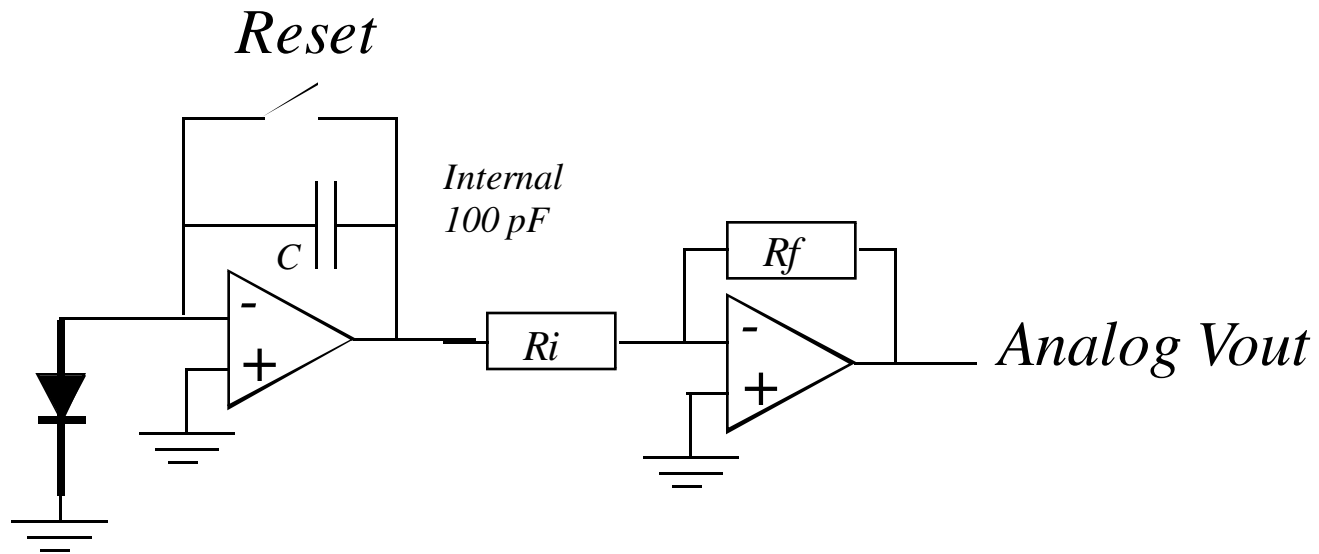 Reset
Internal
100 pF
C
Rf
-
+
Ri
-
+
Analog Vout